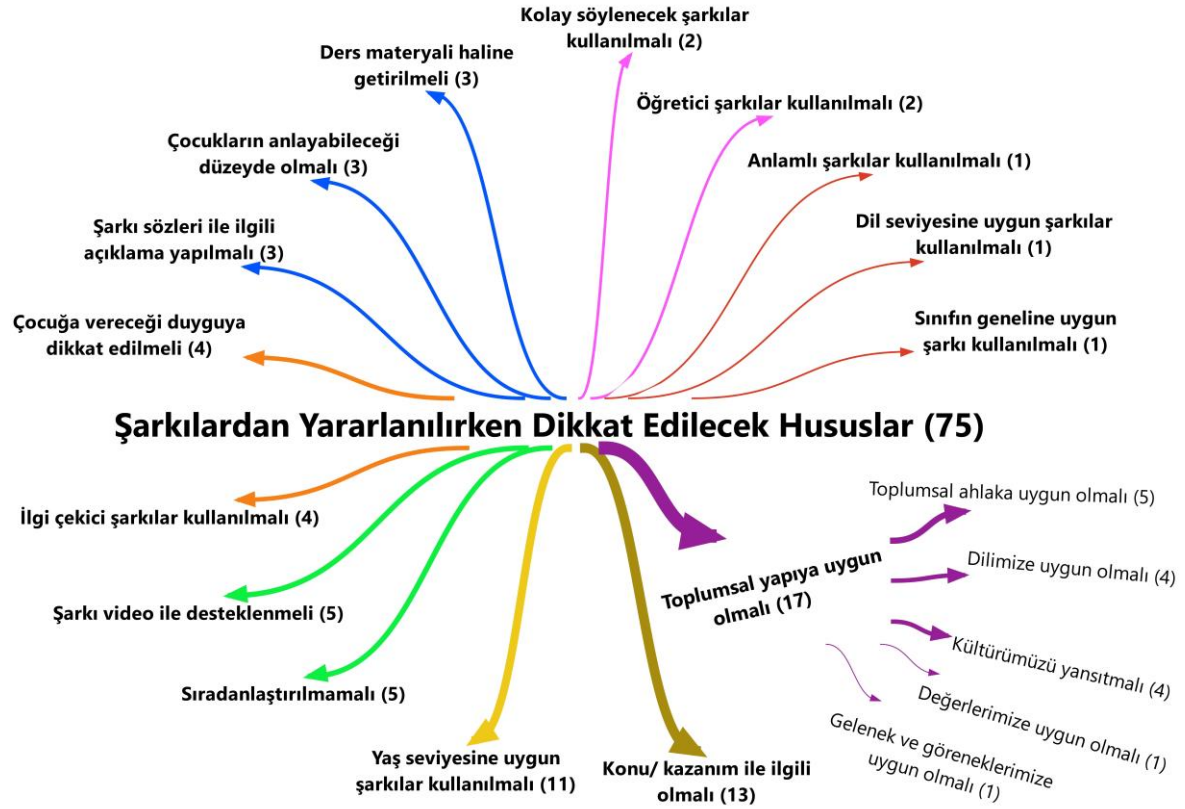 Kolay söylenecek şarkılar
kullanılmalı (2)
Ders materyali haline
getirilmeli (3)
Öğretici şarkılar kullanılmalı (2)
Çocukların anlayabileceği
düzeyde olmalı (3)
Anlamlı şarkılar kullanılmalı (1)
Şarkı sözleri ile ilgili
açıklama yapılmalı (3)
Dil seviyesine uygun şarkılar
kullanılmalı (1)
Çocuğa vereceği duyguya
dikkat edilmeli (4)
Sınıfın geneline uygun
şarkı kullanılmalı (1)
Şarkılardan Yararlanılırken Dikkat Edilecek Hususlar (75)
İlgi çekici şarkılar kullanılmalı (4)
Şarkı video ile desteklenmeli (5)
Sıradanlaştırılmamalı (5)
Yaş seviyesine uygun
şarkılar kullanılmalı (11)
Konu/ kazanım ile ilgili
olmalı (13)
Toplumsal yapıya uygun
olmalı (17)
Toplumsal ahlaka uygun olmalı (5)
Dilimize uygun olmalı (4)
Kültürümüzü yansıtmalı (4)
Değerlerimize uygun olmalı (1)
Gelenek ve göreneklerimize
uygun olmalı (1)